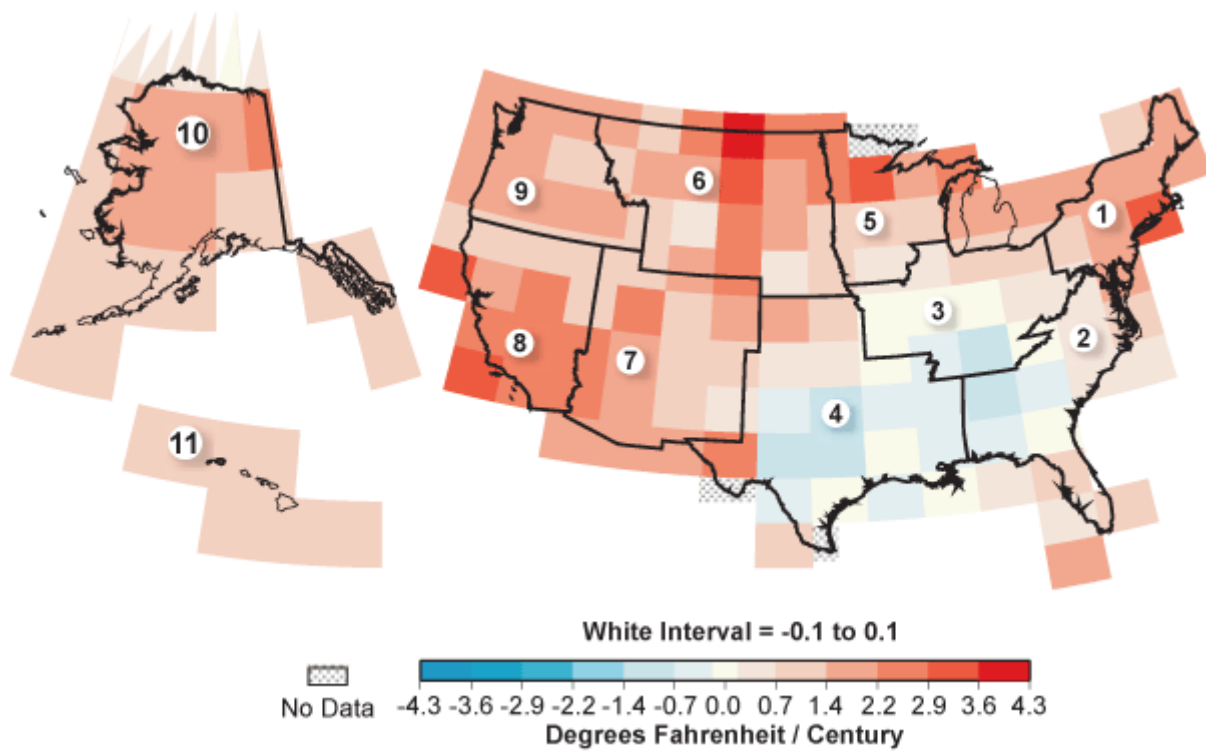 10
6
9
5
1
3
2
8
7
4
11
White Interval = -0.1 to 0.1
No Data
-4.3 -3.6 -2.9 -2.2 -1.4 -0.7 0.0 0.7 1.4 2.2 2.9 3.6 4.3
Degrees Fahrenheit / Century